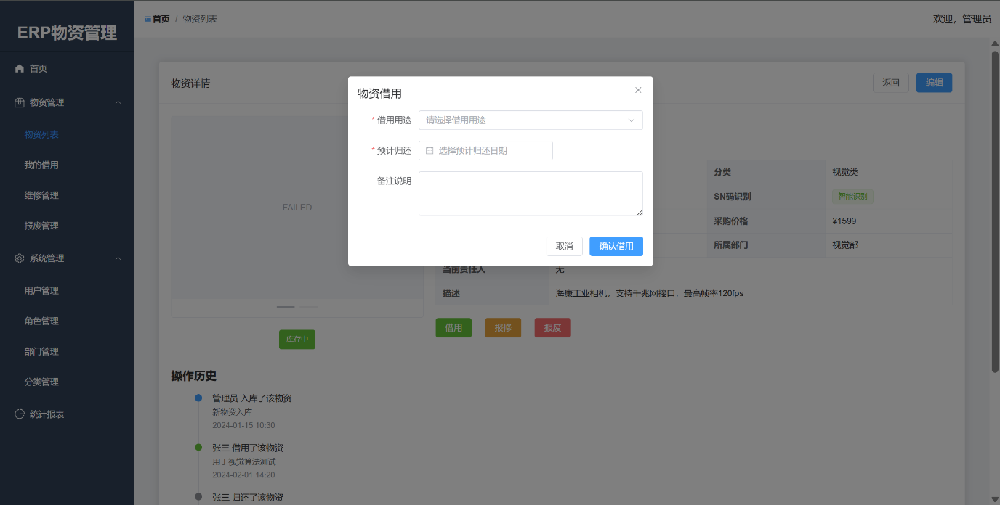 ERP物资管理
首页
物资管理
物资列表
我的借用
维修管理
报废管理
系统管理
用户管理
角色管理
部门管理
分类管理
统计报表
首页 / 物资列表
欢迎，管理员
物资详情
返回
编辑
FAILED
库存中
物资借用
* 借用用途
请选择借用用途
* 预计归还
选择预计归还日期
备注说明
取消
确认借用
分类
视觉类
SN码识别
智能识别
采购价格
¥1599
所属部门
视觉部
当前责任人
无
描述
海康工业相机，支持千兆网接口，最高帧率120fps
借用
报修
报废
操作历史
管理员 入库了该物资
新物资入库
2024-01-15 10:30
张三 借用了该物资
用于视觉算法测试
2024-02-01 14:20
张三 归还了该物资